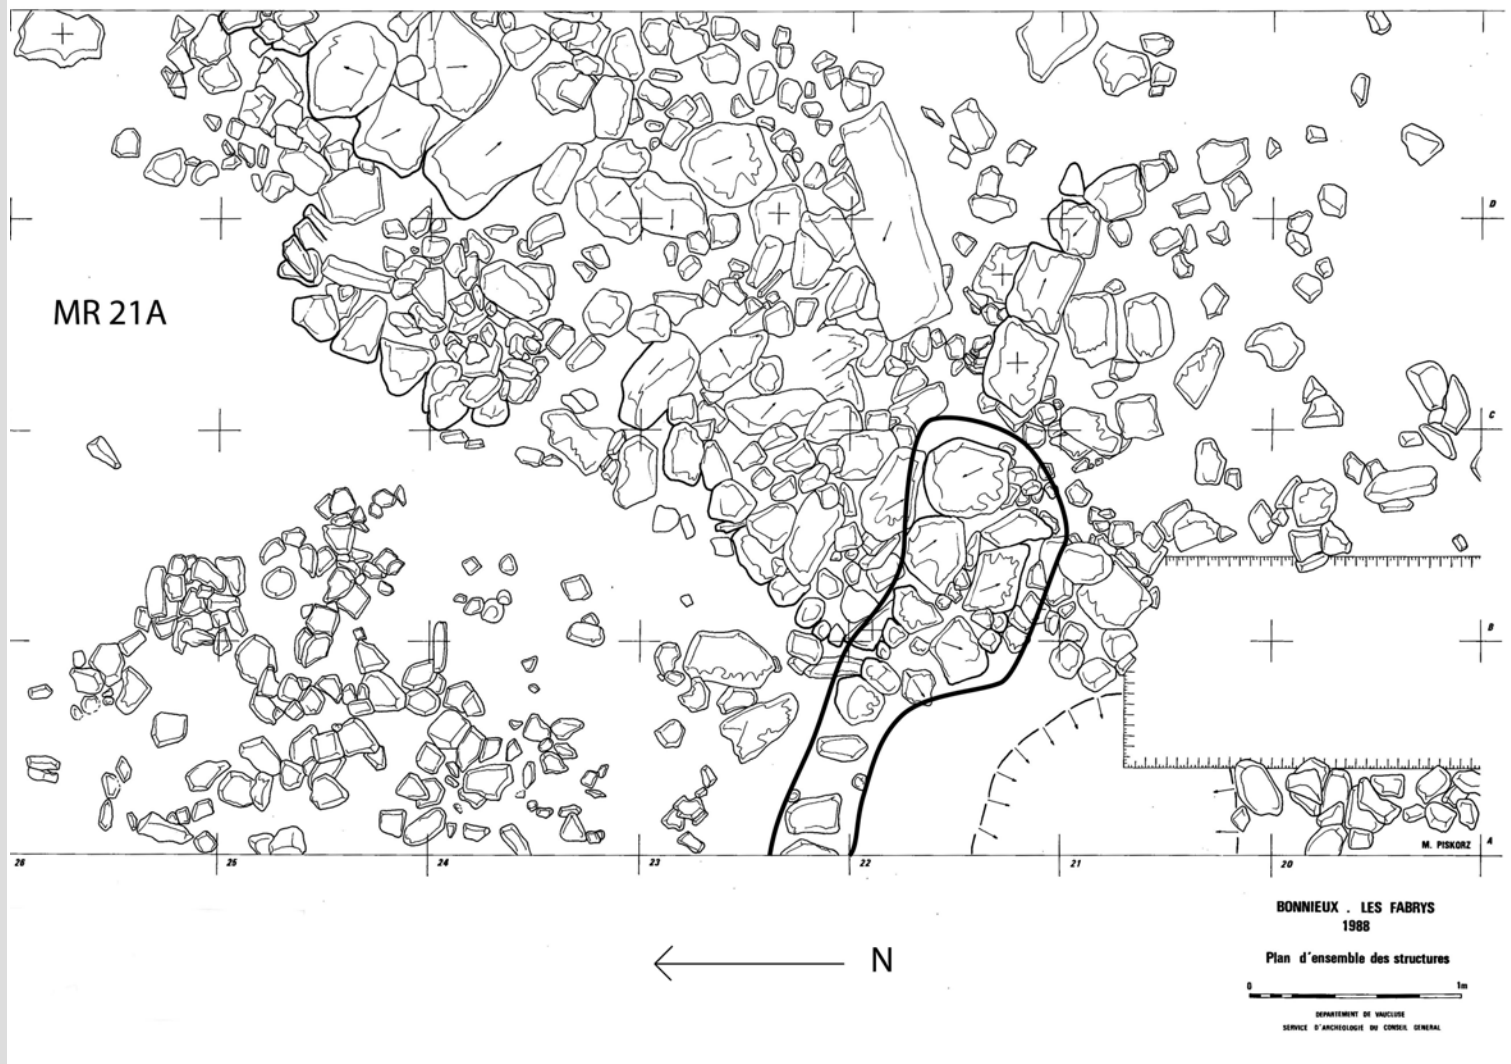 D
MR 21A
C
B
M. PISKORZ
A
26 25 24 23 22 21 20
N
BONNIEUX . LES FABRYS
1988
Plan d'ensemble des structures
0 1m
DEPARTEMENT DE VAUCLUSE
SERVICE D'ARCHEOLOGIE DU CONSEIL GENERAL